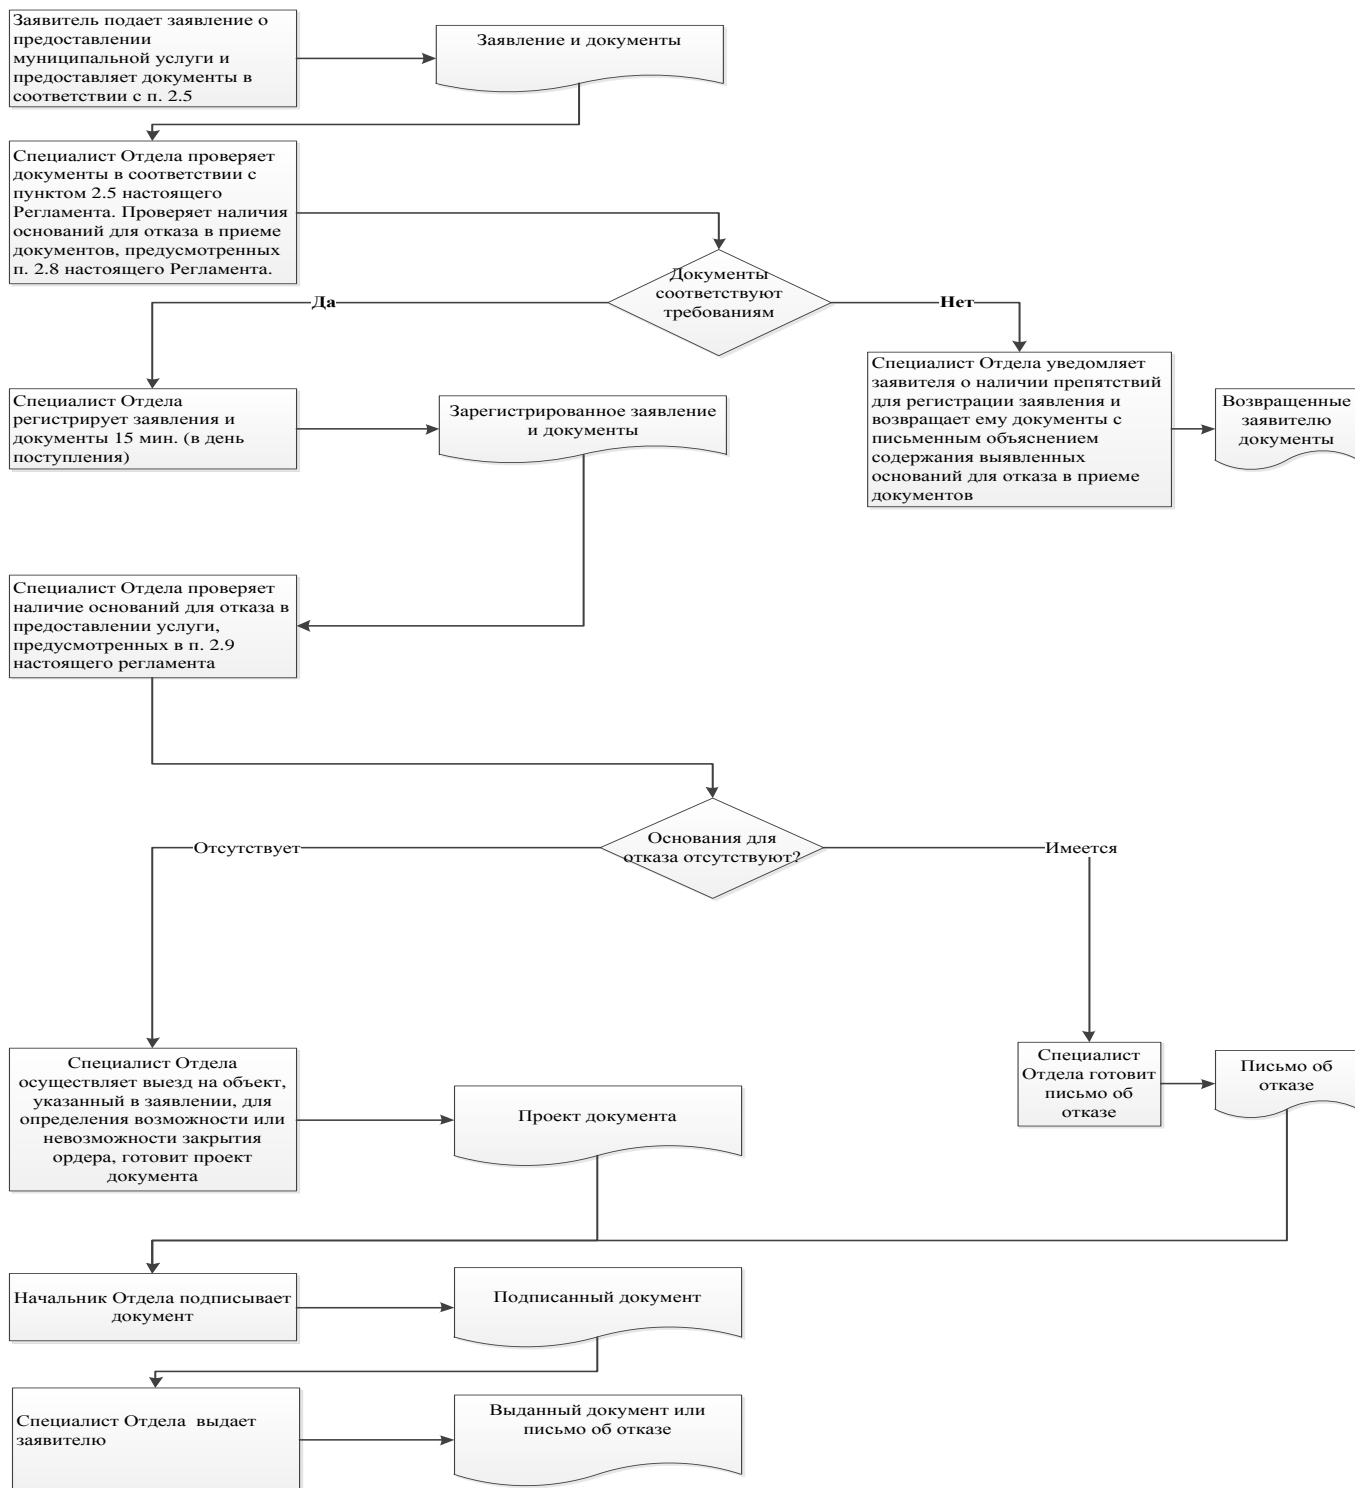 Заявитель подает заявление о
предоставлении
муниципальной услуги и
предоставляет документы в
соответствии с п. 2.5
Заявление и документы
Специалист Отдела проверяет
документы в соответствии с
пунктом 2.5 настоящего
Регламента. Проверяет наличия
оснований для отказа в приеме
документов, предусмотренных
п. 2.8 настоящего Регламента.
Документы
соответствуют
требованиям
Да
Нет
Специалист Отдела
регистрирует заявления и
документы 15 мин. (в день
поступления)
Зарегистрированное заявление
и документы
Специалист Отдела уведомляет
заявителя о наличии препятствий
для регистрации заявления и
возвращает ему документы с
письменным объяснением
содержания выявленных
оснований для отказа в приеме
документов
Возвращенные
заявителю
документы
Специалист Отдела проверяет
наличие оснований для отказа в
предоставлении услуги,
предусмотренных в п. 2.9
настоящего регламента
Основания для
отказа отсутствуют?
Отсутствует
Имеется
Специалист Отдела
осуществляет выезд на объект,
указанный в заявлении, для
определения возможности или
невозможности закрытия
ордера, готовит проект
документа
Проект документа
Специалист
Отдела готовит
письмо об
отказе
Письмо об
отказе
Начальник Отдела подписывает
документ
Подписанный документ
Специалист Отдела  выдает
заявителю
Выданный документ или
письмо об отказе